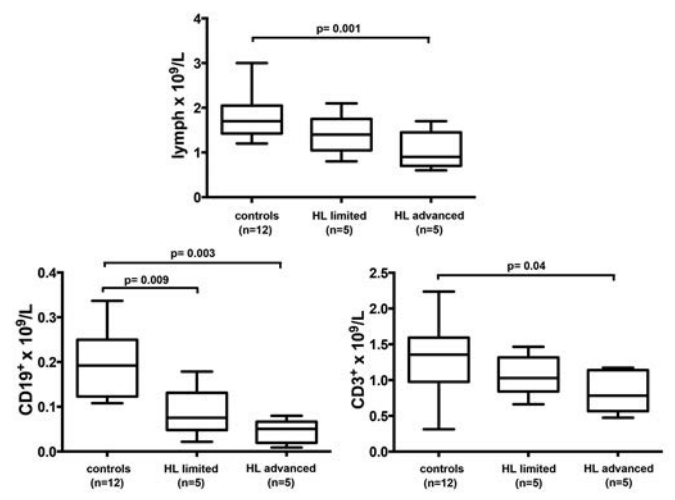 4
3
2
1
0
lymph x 10⁹/L
p= 0.001
controls HL limited HL advanced
(n=12) (n=5) (n=5)
0.4
0.3
0.2
0.1
0.0
CD19⁺ x 10⁹/L
p= 0.003
p= 0.009
controls HL limited HL advanced
(n=12) (n=5) (n=5)
2.5
2.0
1.5
1.0
0.5
0.0
CD3⁺ x 10⁹/L
p= 0.04
controls HL limited HL advanced
(n=12) (n=5) (n=5)